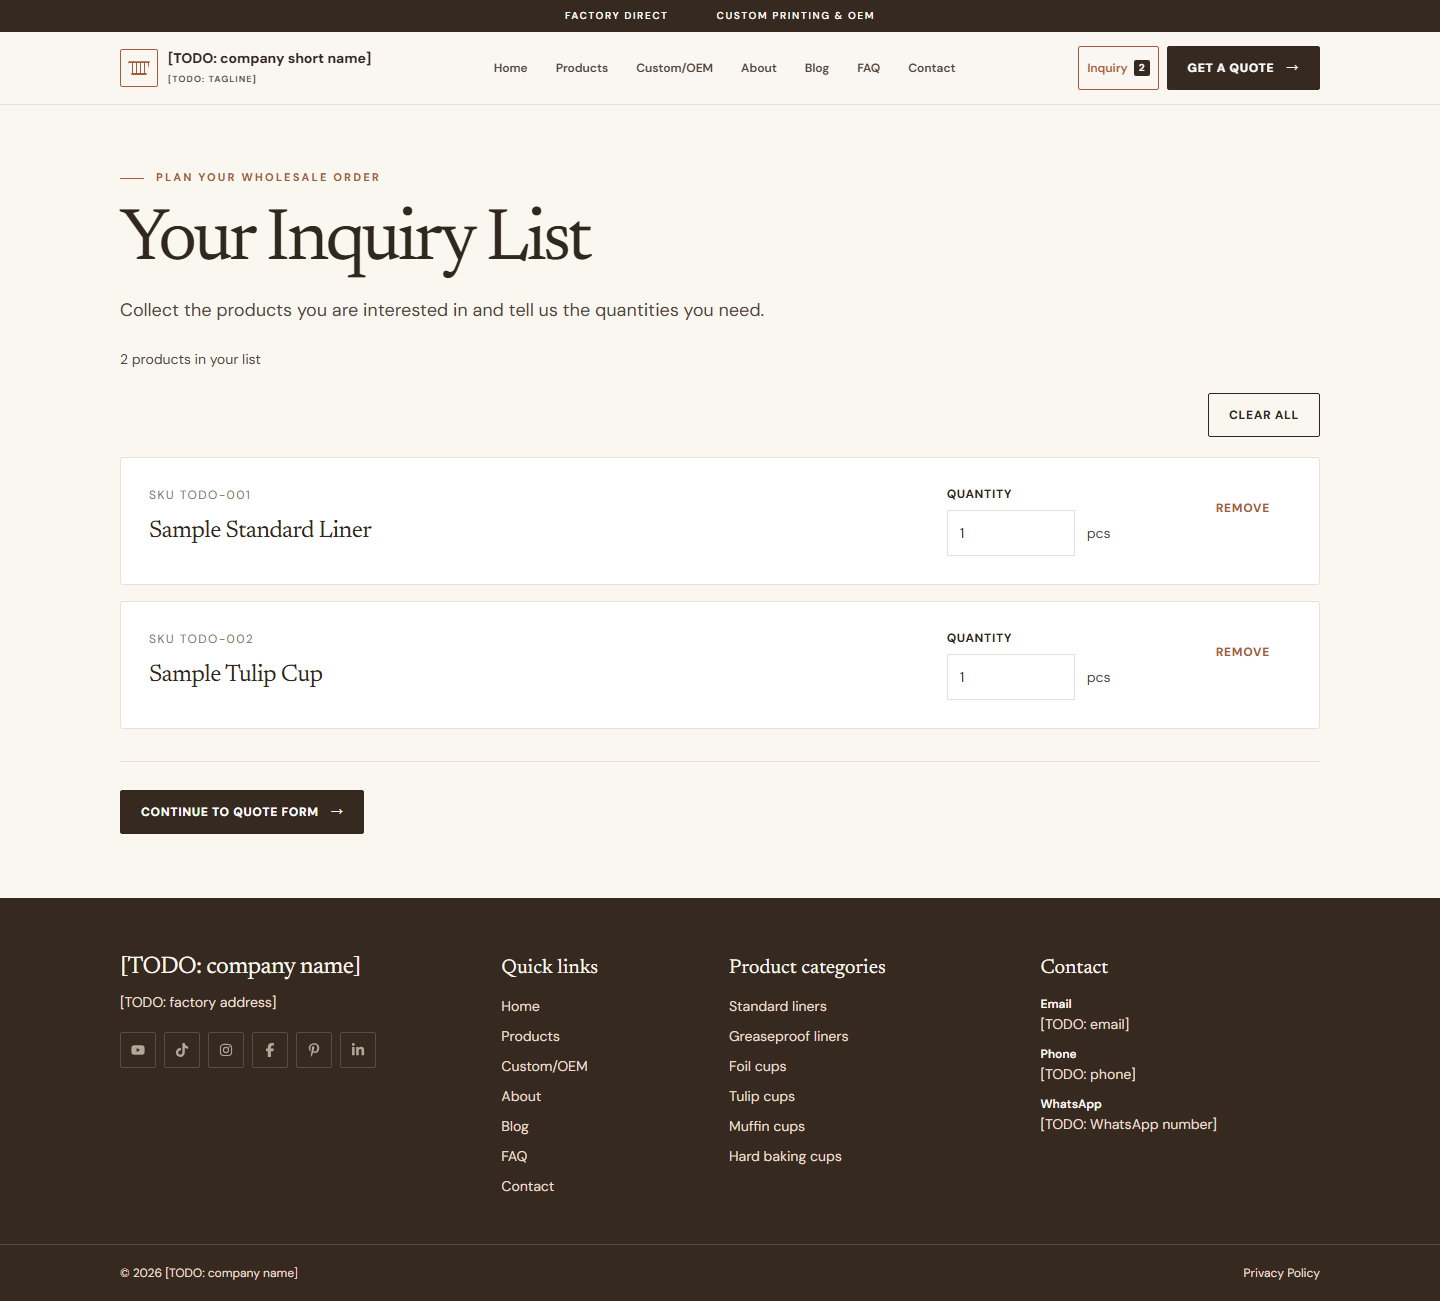 FACTORY DIRECT CUSTOM PRINTING & OEM
[TODO: company short name]
[TODO: TAGLINE]
Home Products Custom/OEM About Blog FAQ Contact
Inquiry 2
GET A QUOTE →
PLAN YOUR WHOLESALE ORDER
Your Inquiry List
Collect the products you are interested in and tell us the quantities you need.
2 products in your list
CLEAR ALL
SKU TODO-001
Sample Standard Liner
QUANTITY
1 pcs
REMOVE
SKU TODO-002
Sample Tulip Cup
QUANTITY
1 pcs
REMOVE
CONTINUE TO QUOTE FORM →
[TODO: company name]
[TODO: factory address]
Quick links
Home
Products
Custom/OEM
About
Blog
FAQ
Contact
Product categories
Standard liners
Greaseproof liners
Foil cups
Tulip cups
Muffin cups
Hard baking cups
Contact
Email
[TODO: email]
Phone
[TODO: phone]
WhatsApp
[TODO: WhatsApp number]
© 2026 [TODO: company name]
Privacy Policy